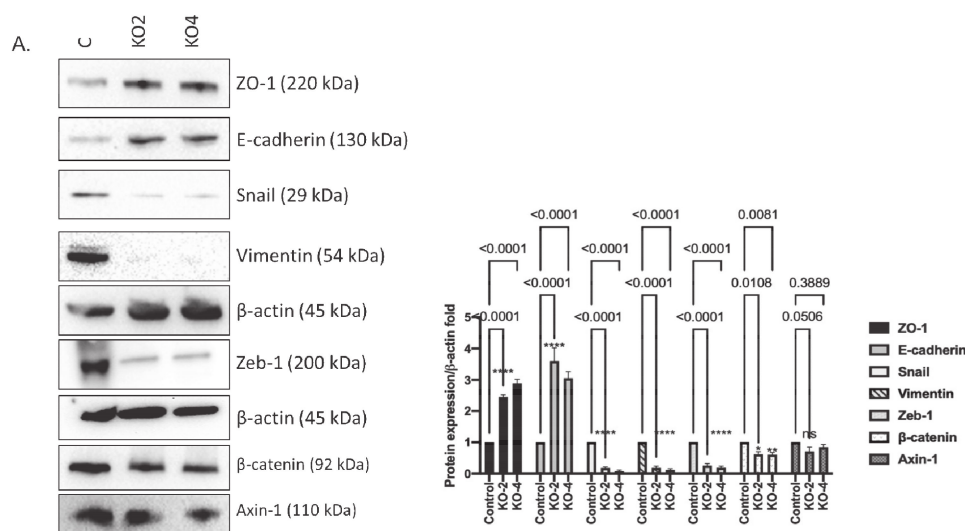 A.
C KO2 KO4
ZO-1 (220 kDa)
E-cadherin (130 kDa)
Snail (29 kDa)
Vimentin (54 kDa)
β-actin (45 kDa)
Zeb-1 (200 kDa)
β-actin (45 kDa)
β-catenin (92 kDa)
Axin-1 (110 kDa)
<0.0001 <0.0001 0.0081
<0.0001 <0.0001 <0.0001 0.3889
<0.0001 <0.0001 0.0108
<0.0001 <0.0001 <0.0001 0.0506
**** **** **** **** **** * ** ns
Protein expression/β-actin fold
5
4
3
2
1
0
Control KO-2 KO-4 Control KO-2 KO-4 Control KO-2 KO-4 Control KO-2 KO-4 Control KO-2 KO-4 Control KO-2 KO-4 Control KO-2 KO-4
ZO-1
E-cadherin
Snail
Vimentin
Zeb-1
β-catenin
Axin-1